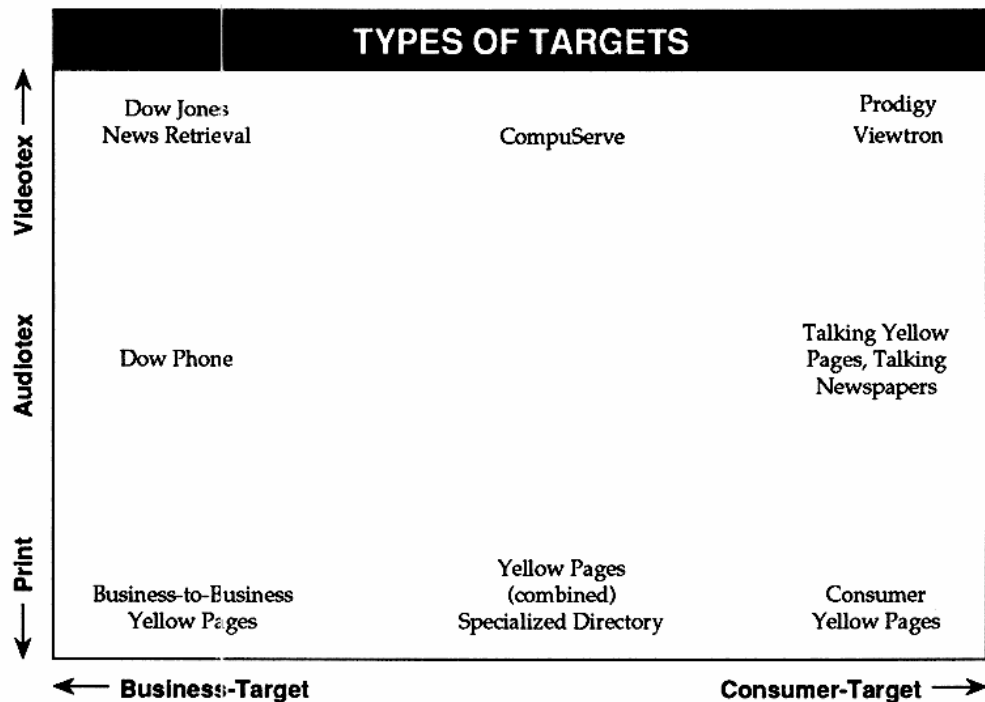 TYPES OF TARGETS
Videotex
Dow Jones
News Retrieval
CompuServe
Prodigy
Viewtron
Audiotex
Dow Phone
Talking Yellow
Pages, Talking
Newspapers
Print
Business-to-Business
Yellow Pages
Yellow Pages
(combined)
Specialized Directory
Consumer
Yellow Pages
Business-Target
Consumer-Target